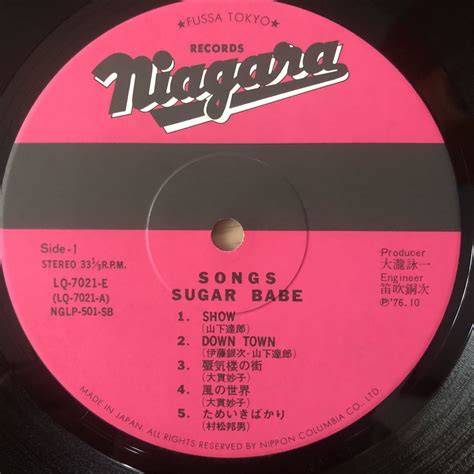 ★FUSSA TOKYO★
RECORDS
Niagara
Side-1
STEREO 33⅓R.P.M.
LQ-7021-E
(LQ-7021-A)
NGLP-501-SB
Producer
大瀧詠一
Engineer
笛吹銅次
Ⓟ'76.10
SONGS
SUGAR BABE
1. SHOW
(山下達郎)
2. DOWN TOWN
(伊藤銀次-山下達郎)
3. 蜃気楼の街
(大貫妙子)
4. 風の世界
(大貫妙子)
5. ためいきばかり
(村松邦男)
MADE IN JAPAN. ALL RIGHTS RESERVED BY NIPPON COLUMBIA CO., LTD.